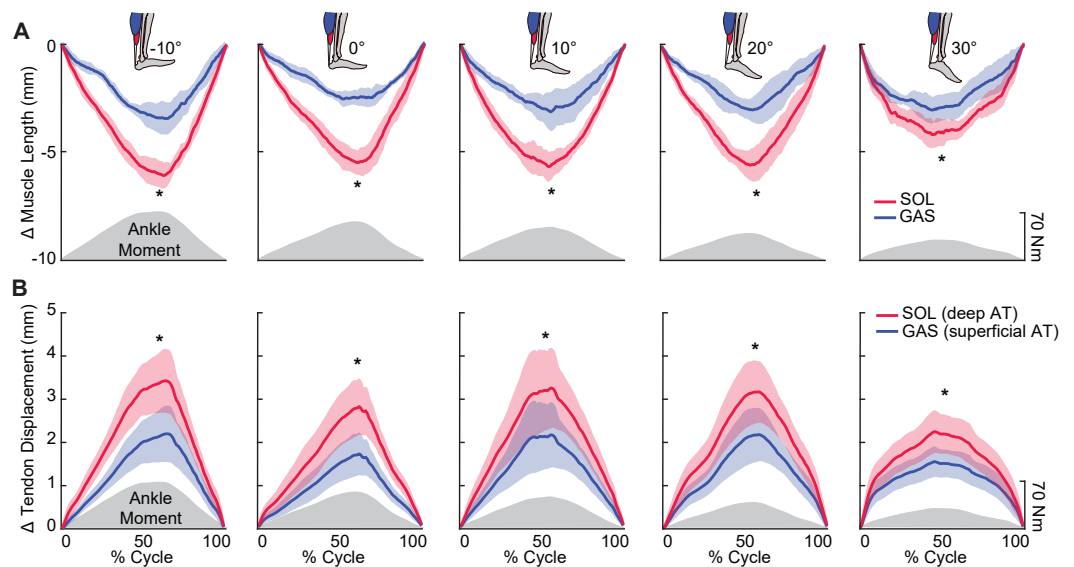 A
-10°
0°
10°
20°
30°
Δ Muscle Length (mm)
0
-5
-10
*
*
*
*
*
Ankle
Moment
SOL
GAS
70 Nm
B
Δ Tendon Displacement (mm)
5
4
3
2
1
0
*
*
*
*
*
Ankle
Moment
SOL (deep AT)
GAS (superficial AT)
70 Nm
0 50 100
0 50 100
0 50 100
0 50 100
0 50 100
% Cycle
% Cycle
% Cycle
% Cycle
% Cycle